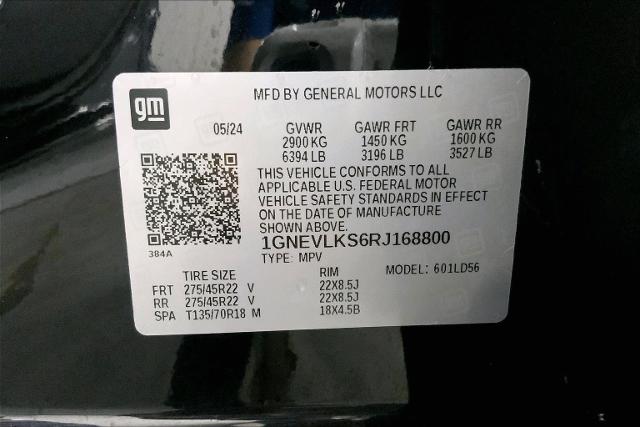 MFD BY GENERAL MOTORS LLC
gm
05/24 GVWR GAWR FRT GAWR RR
2900 KG 1450 KG 1600 KG
6394 LB 3196 LB 3527 LB
THIS VEHICLE CONFORMS TO ALL
APPLICABLE U.S. FEDERAL MOTOR
VEHICLE SAFETY STANDARDS IN EFFECT
ON THE DATE OF MANUFACTURE
SHOWN ABOVE.
1GNEVLKS6RJ168800
384A TYPE: MPV
TIRE SIZE RIM MODEL: 601LD56
FRT 275/45R22 V 22X8.5J
RR 275/45R22 V 22X8.5J
SPA T135/70R18 M 18X4.5B